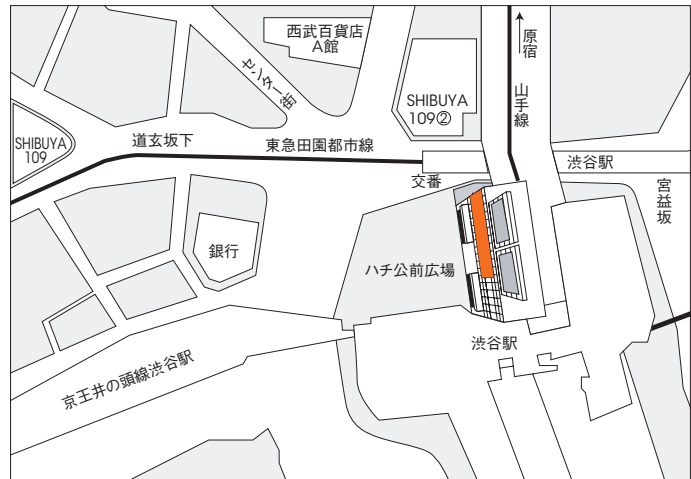 西武百貨店
A館
原宿
センター街
SHIBUYA
109②
山手線
SHIBUYA
109
道玄坂下
東急田園都市線
渋谷駅
交番
宮益坂
銀行
ハチ公前広場
渋谷駅
京王井の頭線渋谷駅